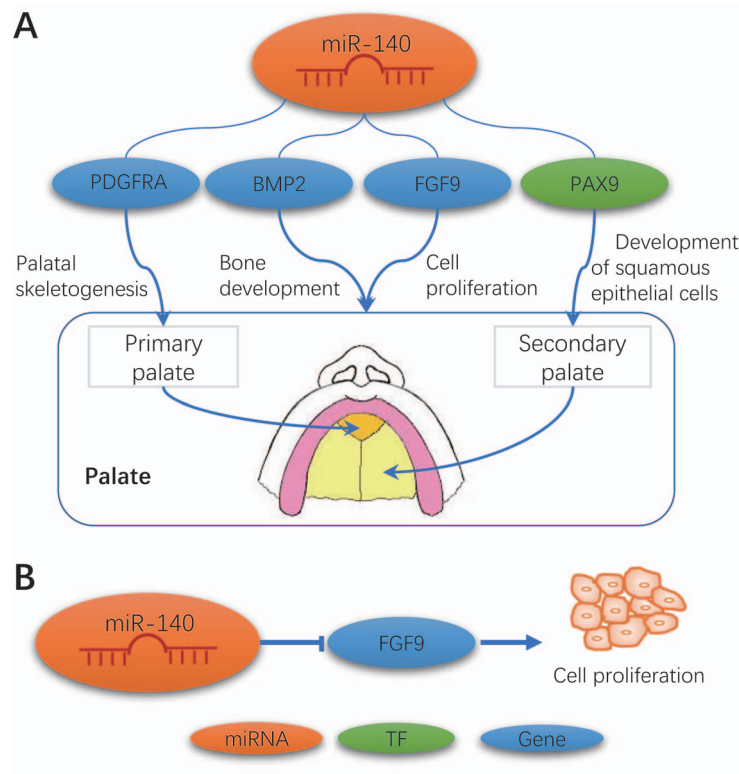 A
miR-140
PDGFRA
BMP2
FGF9
PAX9
Palatal
skeletogenesis
Bone
development
Cell
proliferation
Development
of squamous
epithelial cells
Primary
palate
Secondary
palate
Palate
B
miR-140
FGF9
Cell proliferation
miRNA
TF
Gene